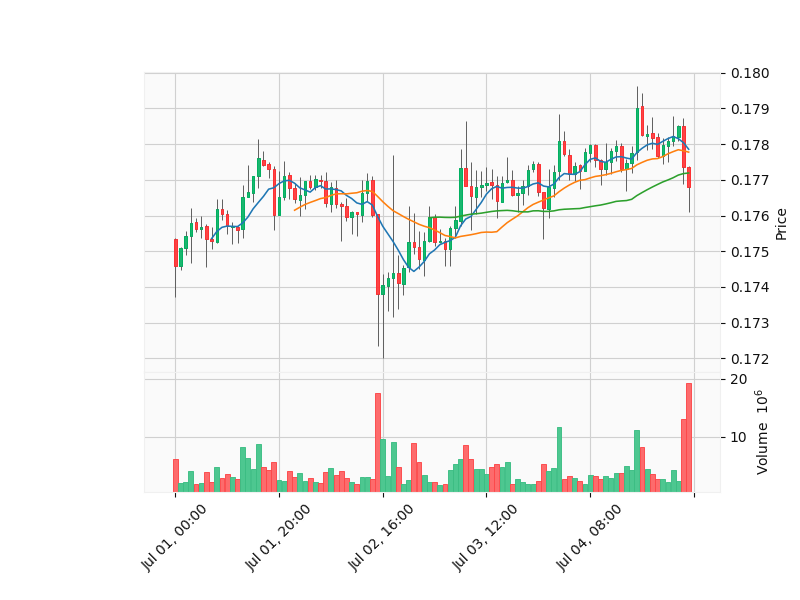 0.180
0.179
0.178
0.177
0.176
0.175
0.174
0.173
0.172
Price
20
10
Volume 10^6
Jul 01, 00:00
Jul 01, 20:00
Jul 02, 16:00
Jul 03, 12:00
Jul 04, 08:00